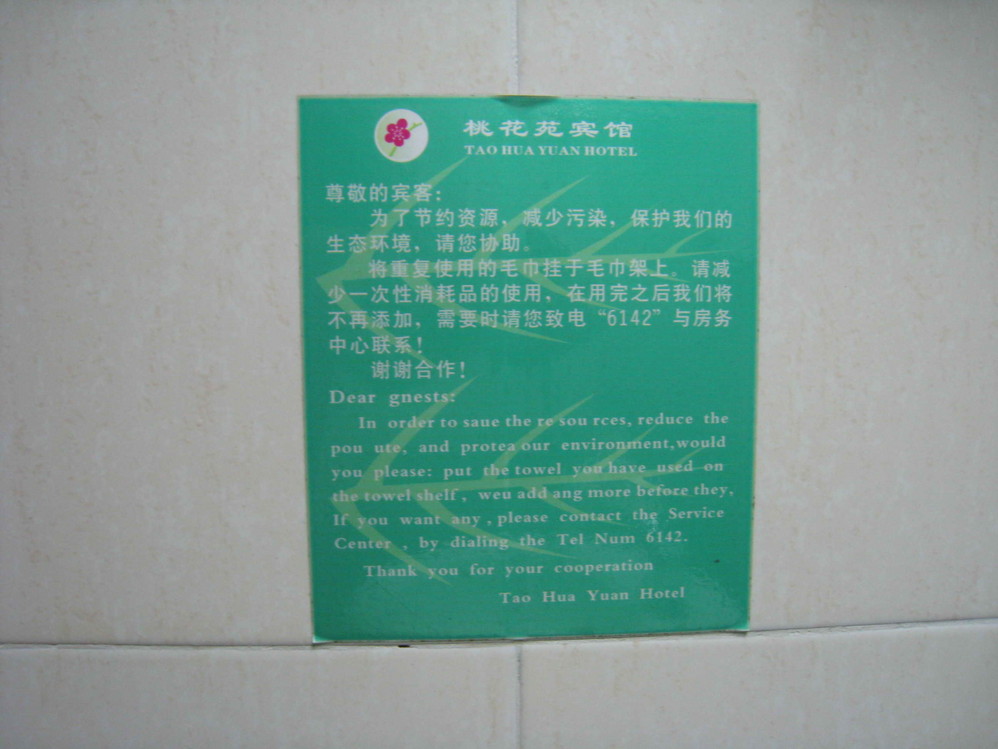 桃花苑宾馆
TAO HUA YUAN HOTEL
尊敬的宾客：
为了节约资源，减少污染，保护我们的
生态环境，请您协助。
将重复使用的毛巾挂于毛巾架上。请减
少一次性消耗品的使用，在用完之后我们将
不再添加，需要时请您致电“6142”与房务
中心联系！
谢谢合作！
Dear gnests:
In order to saue the re sou rces, reduce the
pou ute, and protea our environment,would
you please: put the towel you have used on
the towel shelf , weu add ang more before they,
If you want any , please contact the Service
Center , by dialing the Tel Num 6142.
Thank you for your cooperation
Tao Hua Yuan Hotel